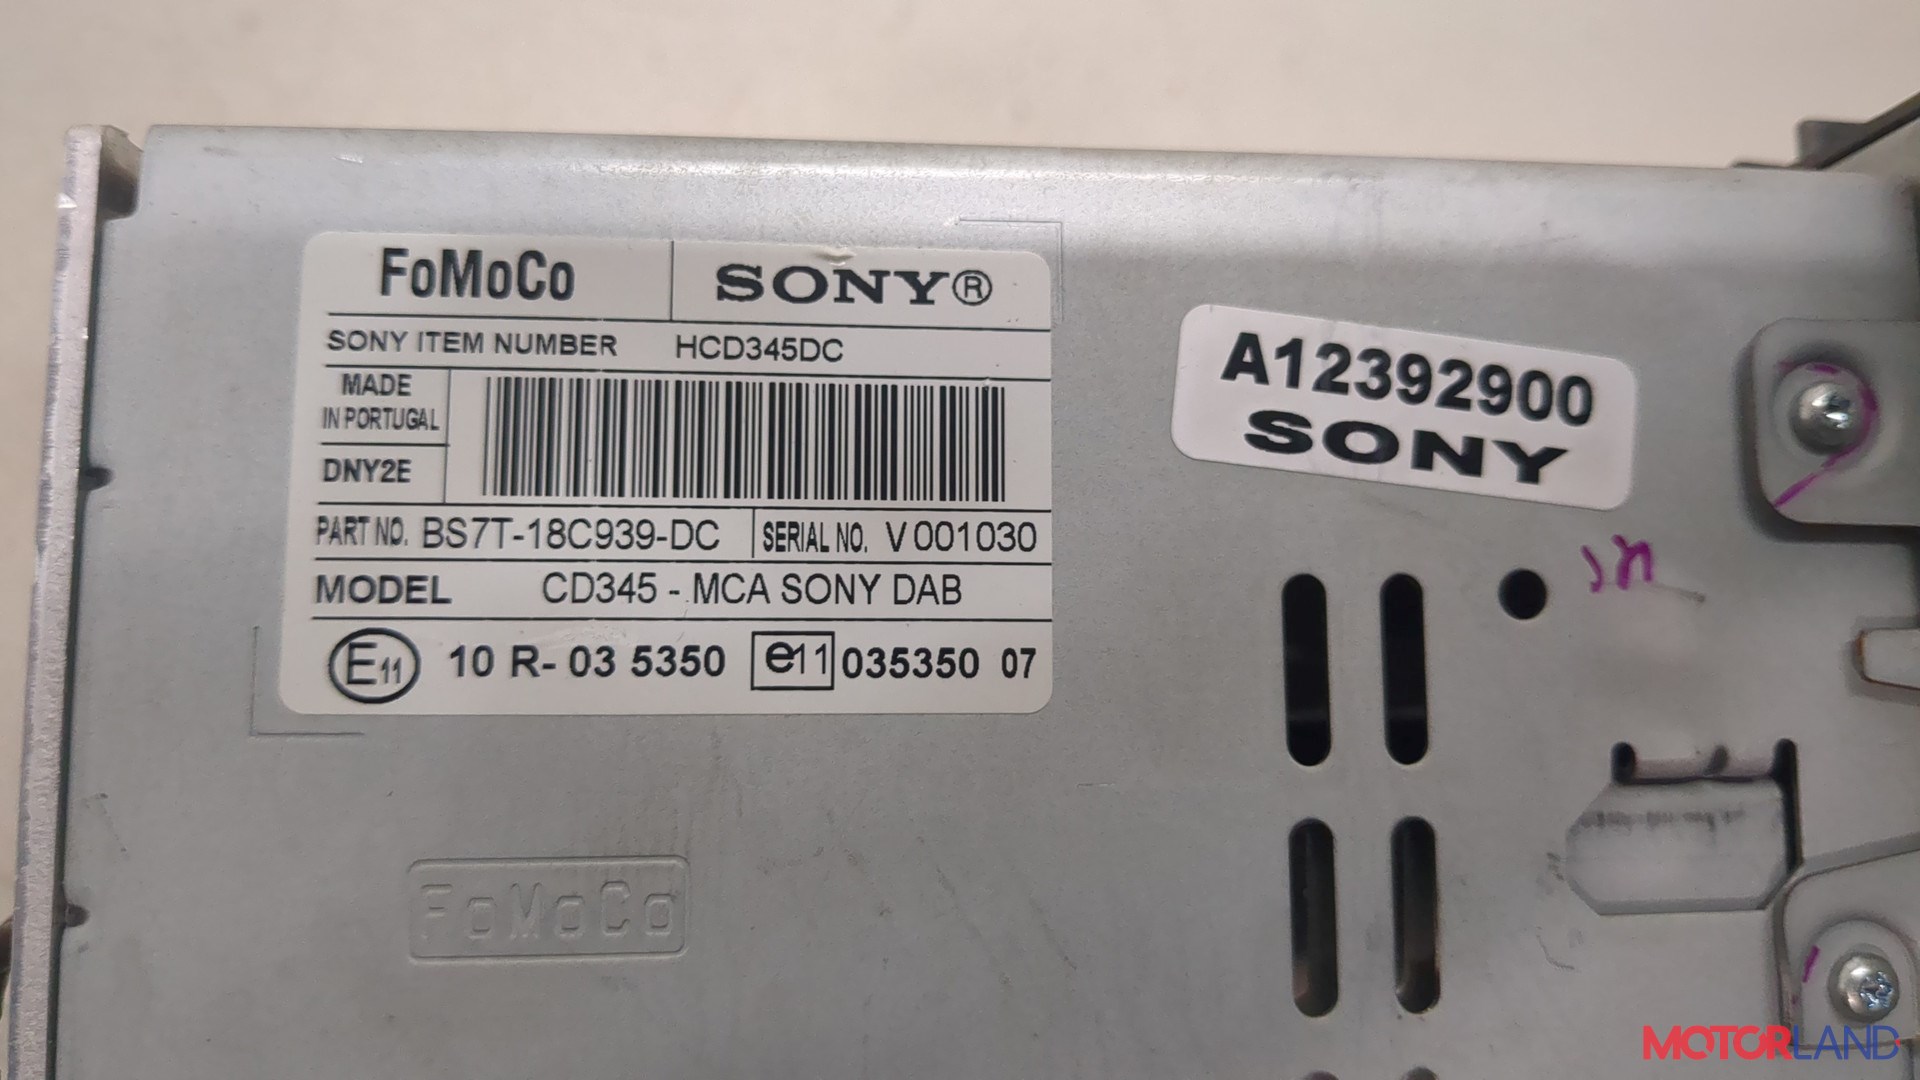 FoMoCo
SONY®
SONY ITEM NUMBER HCD345DC
MADE
IN PORTUGAL
DNY2E
PART NO. BS7T-18C939-DC
SERIAL NO. V001030
MODEL CD345 - MCA SONY DAB
E11 10 R- 03 5350 e11 035350 07
A12392900
SONY
FoMoCo
MOTORLAND